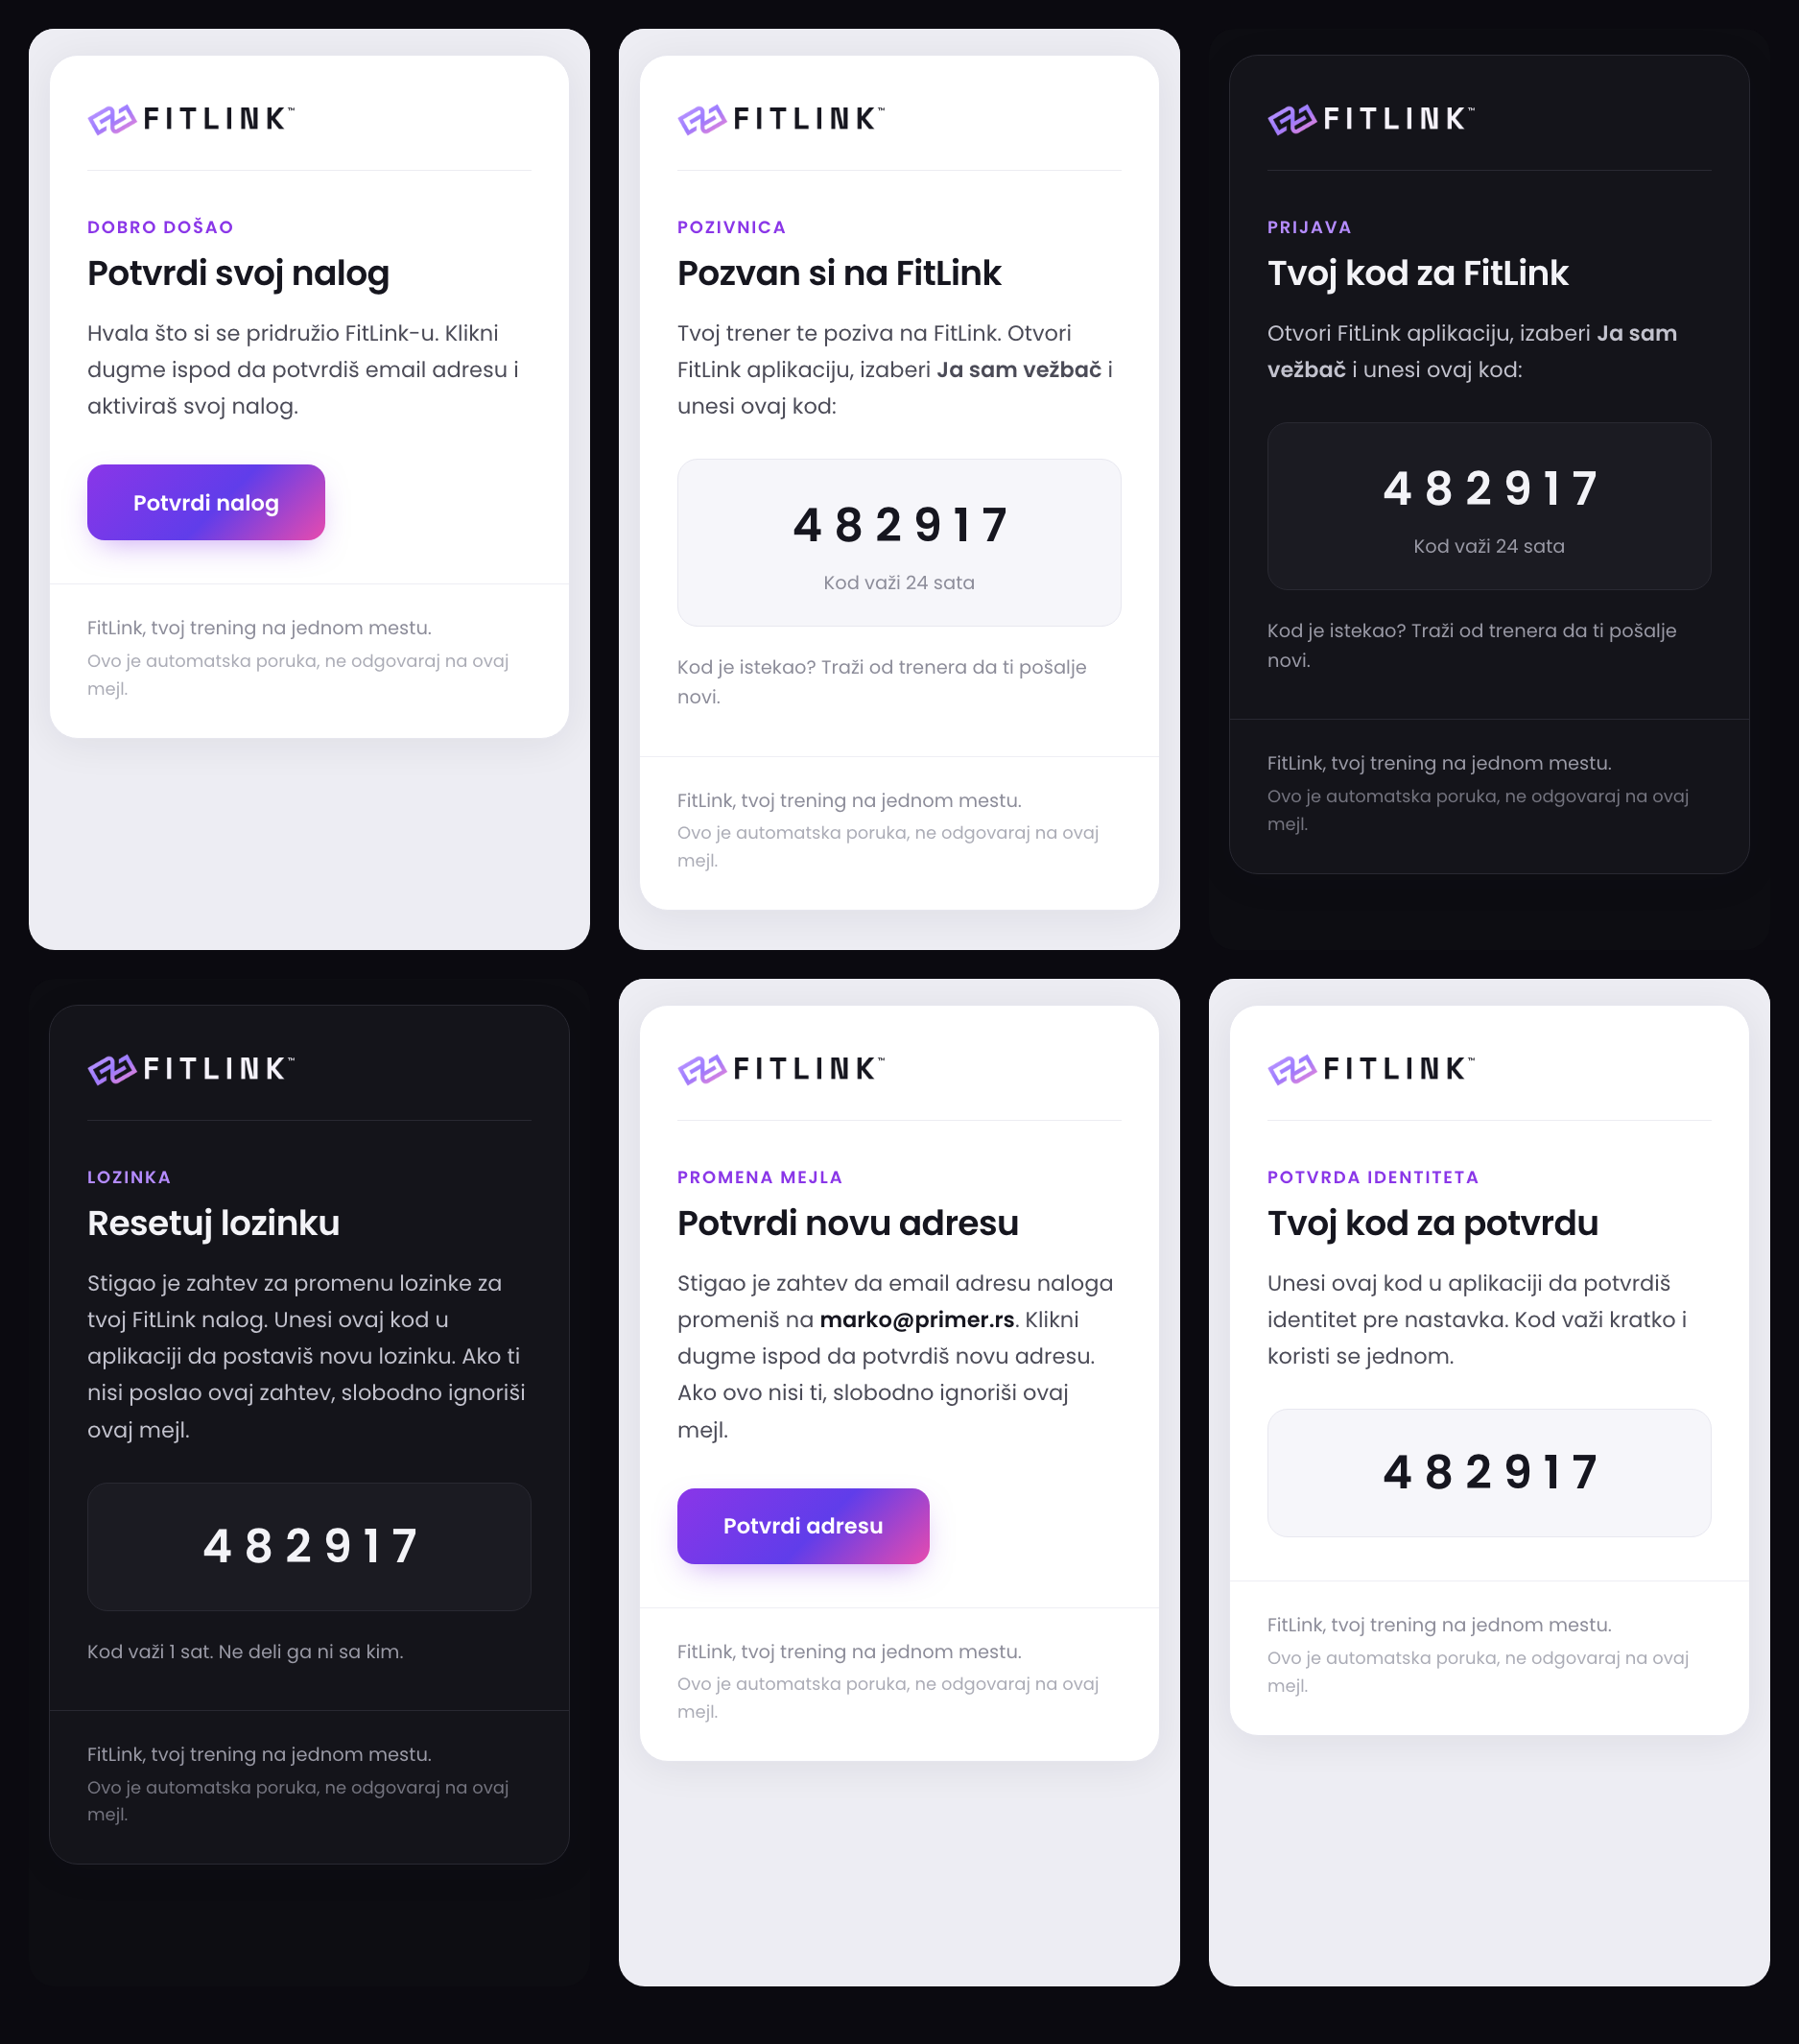 FITLINK™
DOBRO DOŠAO
Potvrdi svoj nalog
Hvala što si se pridružio FitLink-u. Klikni
dugme ispod da potvrdiš email adresu i
aktiviraš svoj nalog.
Potvrdi nalog
FitLink, tvoj trening na jednom mestu.
Ovo je automatska poruka, ne odgovaraj na ovaj
mejl.
FITLINK™
POZIVNICA
Pozvan si na FitLink
Tvoj trener te poziva na FitLink. Otvori
FitLink aplikaciju, izaberi Ja sam vežbač i
unesi ovaj kod:
482917
Kod važi 24 sata
Kod je istekao? Traži od trenera da ti pošalje
novi.
FitLink, tvoj trening na jednom mestu.
Ovo je automatska poruka, ne odgovaraj na ovaj
mejl.
FITLINK™
PRIJAVA
Tvoj kod za FitLink
Otvori FitLink aplikaciju, izaberi Ja sam
vežbač i unesi ovaj kod:
482917
Kod važi 24 sata
Kod je istekao? Traži od trenera da ti pošalje
novi.
FitLink, tvoj trening na jednom mestu.
Ovo je automatska poruka, ne odgovaraj na ovaj
mejl.
FITLINK™
LOZINKA
Resetuj lozinku
Stigao je zahtev za promenu lozinke za
tvoj FitLink nalog. Unesi ovaj kod u
aplikaciji da postaviš novu lozinku. Ako ti
nisi poslao ovaj zahtev, slobodno ignoriši
ovaj mejl.
482917
Kod važi 1 sat. Ne deli ga ni sa kim.
FitLink, tvoj trening na jednom mestu.
Ovo je automatska poruka, ne odgovaraj na ovaj
mejl.
FITLINK™
PROMENA MEJLA
Potvrdi novu adresu
Stigao je zahtev da email adresu naloga
promeniš na marko@primer.rs. Klikni
dugme ispod da potvrdiš novu adresu.
Ako ovo nisi ti, slobodno ignoriši ovaj
mejl.
Potvrdi adresu
FitLink, tvoj trening na jednom mestu.
Ovo je automatska poruka, ne odgovaraj na ovaj
mejl.
FITLINK™
POTVRDA IDENTITETA
Tvoj kod za potvrdu
Unesi ovaj kod u aplikaciji da potvrdiš
identitet pre nastavka. Kod važi kratko i
koristi se jednom.
482917
FitLink, tvoj trening na jednom mestu.
Ovo je automatska poruka, ne odgovaraj na ovaj
mejl.